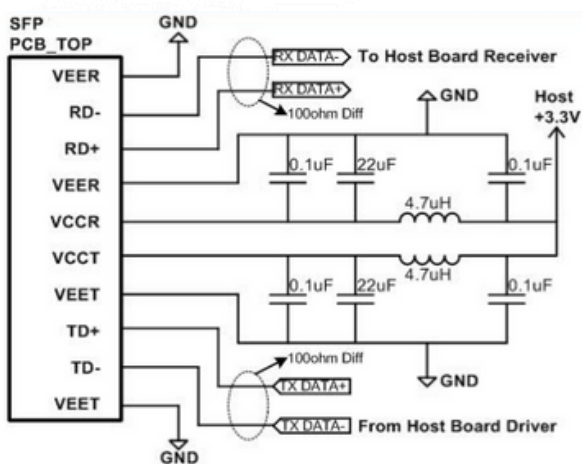 SFP
PCB_TOP
GND
VEER
RD-
RD+
VEER
VCCR
VCCT
VEET
TD+
TD-
VEET
RX DATA-
To Host Board Receiver
RX DATA+
100ohm Diff
GND
Host
+3.3V
0.1uF
22uF
0.1uF
4.7uH
4.7uH
0.1uF
22uF
0.1uF
100ohm Diff
TX DATA+
GND
TX DATA-
From Host Board Driver
GND